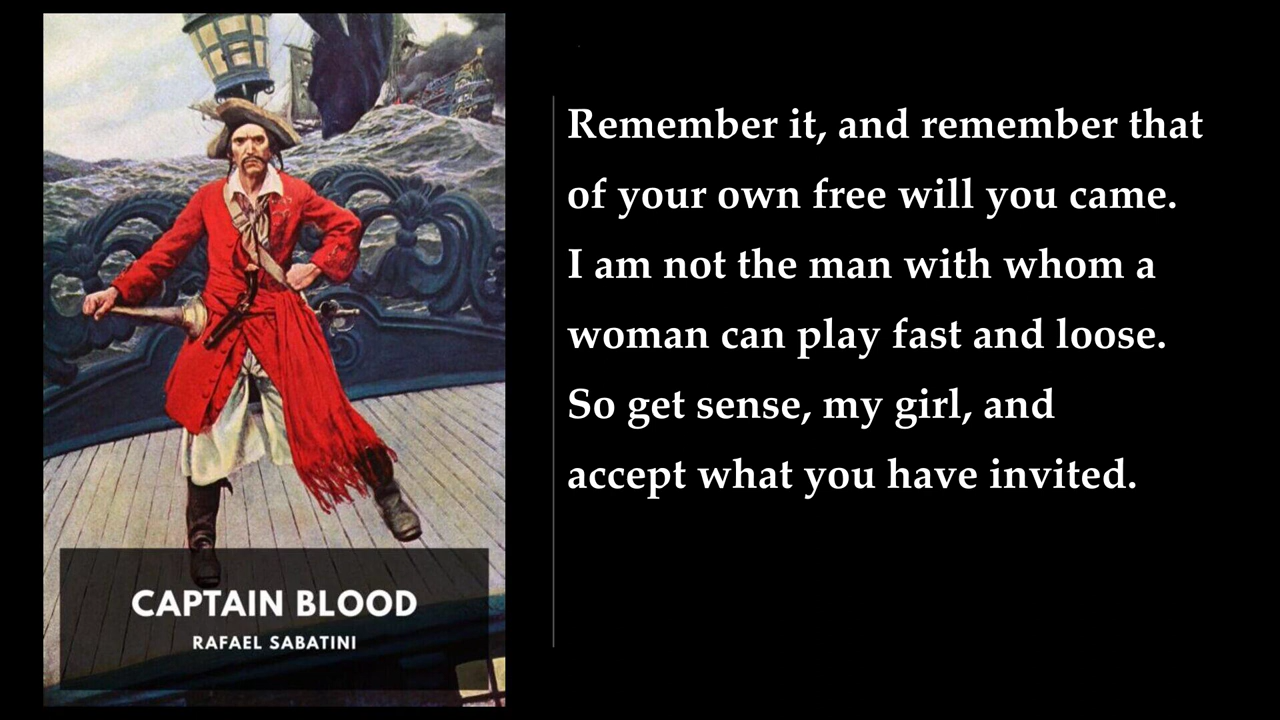 CAPTAIN BLOOD
RAFAEL SABATINI
Remember it, and remember that
of your own free will you came.
I am not the man with whom a
woman can play fast and loose.
So get sense, my girl, and
accept what you have invited.